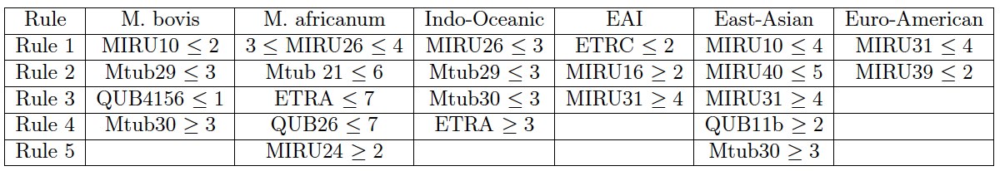 Rule M. bovis M. africanum Indo-Oceanic EAI East-Asian Euro-American
Rule 1 MIRU10 ≤ 2 3 ≤ MIRU26 ≤ 4 MIRU26 ≤ 3 ETRC ≤ 2 MIRU10 ≤ 4 MIRU31 ≤ 4
Rule 2 Mtub29 ≤ 3 Mtub 21 ≤ 6 Mtub29 ≤ 3 MIRU16 ≥ 2 MIRU40 ≤ 5 MIRU39 ≤ 2
Rule 3 QUB4156 ≤ 1 ETRA ≤ 7 Mtub30 ≤ 3 MIRU31 ≥ 4 MIRU31 ≥ 4
Rule 4 Mtub30 ≥ 3 QUB26 ≤ 7 ETRA ≥ 3 QUB11b ≥ 2
Rule 5 MIRU24 ≥ 2 Mtub30 ≥ 3